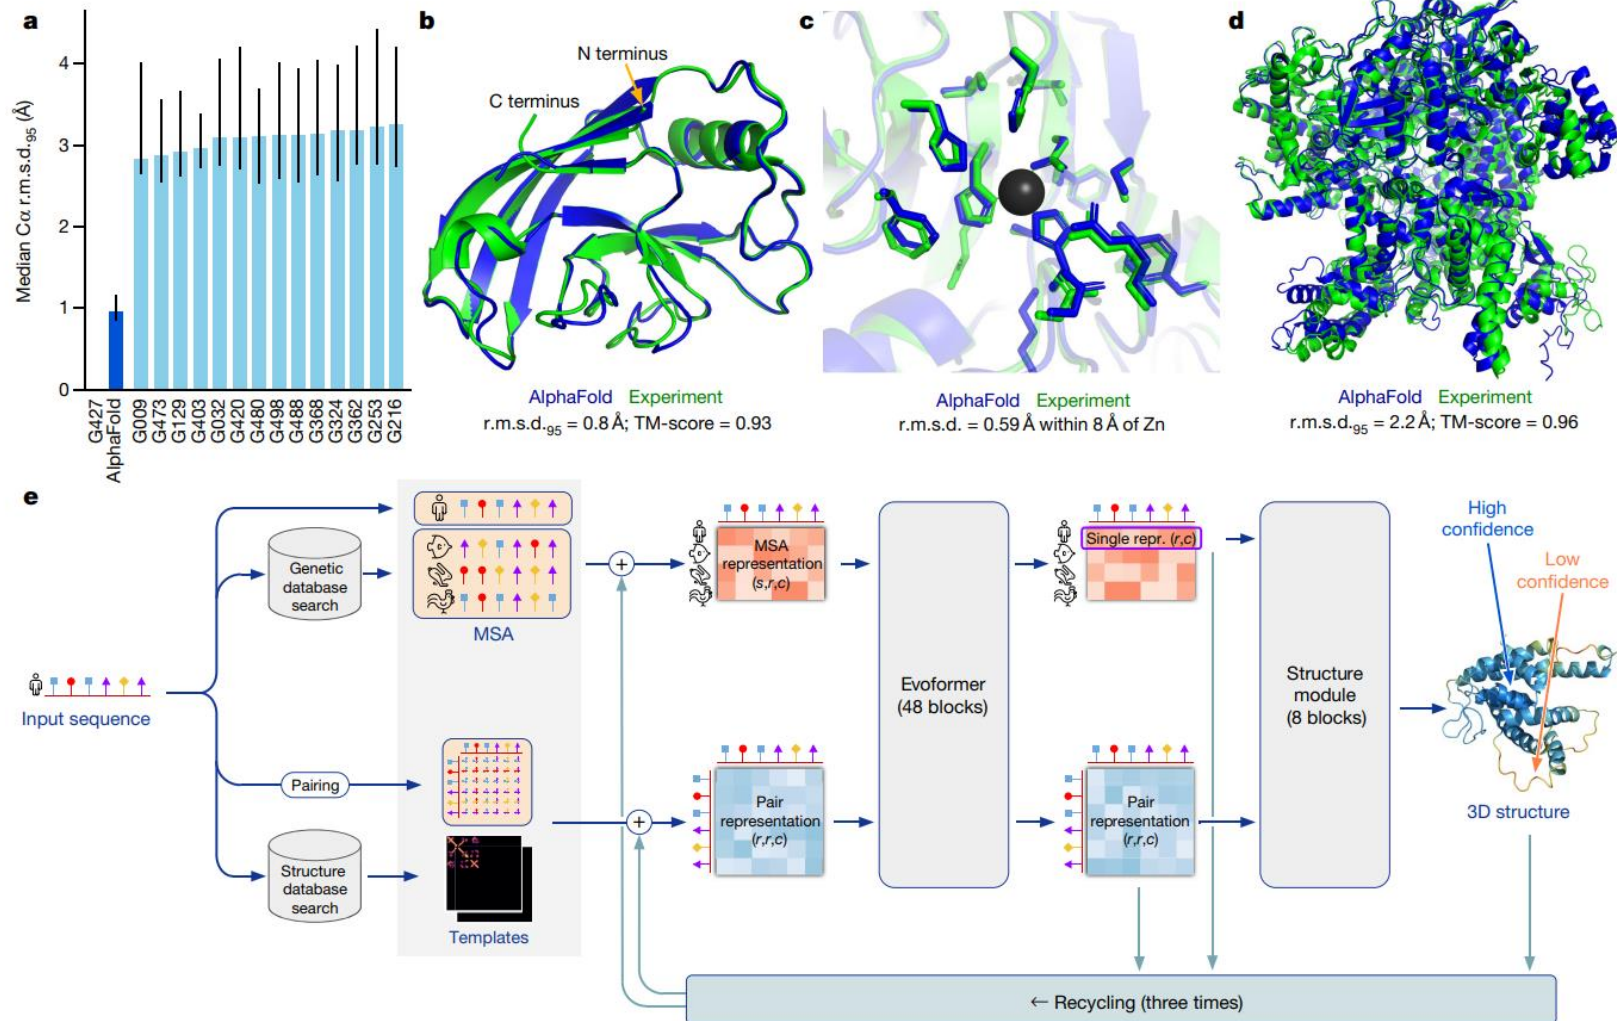 a
Median Cα r.m.s.d.95 (Å)
4
3
2
1
0
G427
AlphaFold
G009
G473
G129
G403
G032
G420
G480
G498
G488
G368
G324
G362
G253
G216
b
N terminus
C terminus
AlphaFold Experiment
r.m.s.d.95 = 0.8 Å; TM-score = 0.93
c
AlphaFold Experiment
r.m.s.d. = 0.59 Å within 8 Å of Zn
d
AlphaFold Experiment
r.m.s.d.95 = 2.2 Å; TM-score = 0.96
e
Input sequence
Genetic
database
search
MSA
Pairing
Structure
database
search
Templates
+
+
MSA
representation
(s,r,c)
Pair
representation
(r,r,c)
Evoformer
(48 blocks)
Single repr. (r,c)
Pair
representation
(r,r,c)
Structure
module
(8 blocks)
High
confidence
Low
confidence
3D structure
← Recycling (three times)